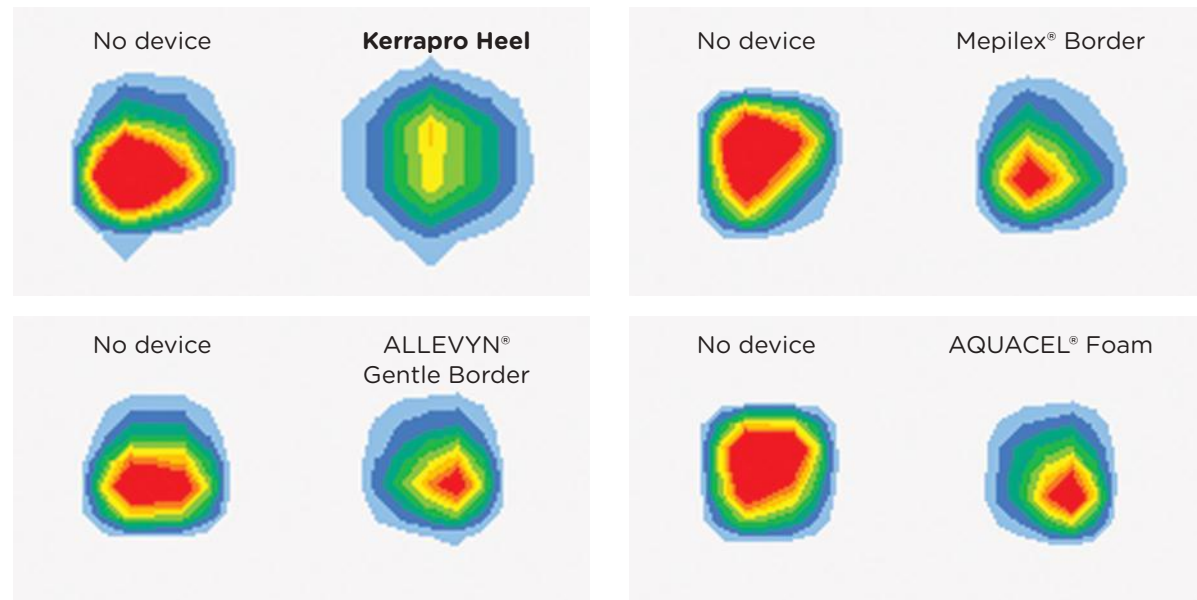 No device
Kerrapro Heel
No device
Mepilex® Border
No device
ALLEVYN®
Gentle Border
No device
AQUACEL® Foam